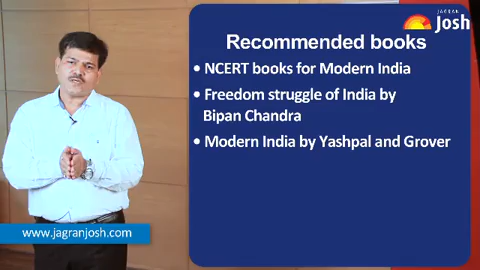 JAGRAN
Josh
Recommended books
• NCERT books for Modern India
• Freedom struggle of India by
Bipan Chandra
• Modern India by Yashpal and Grover
www.jagranjosh.com